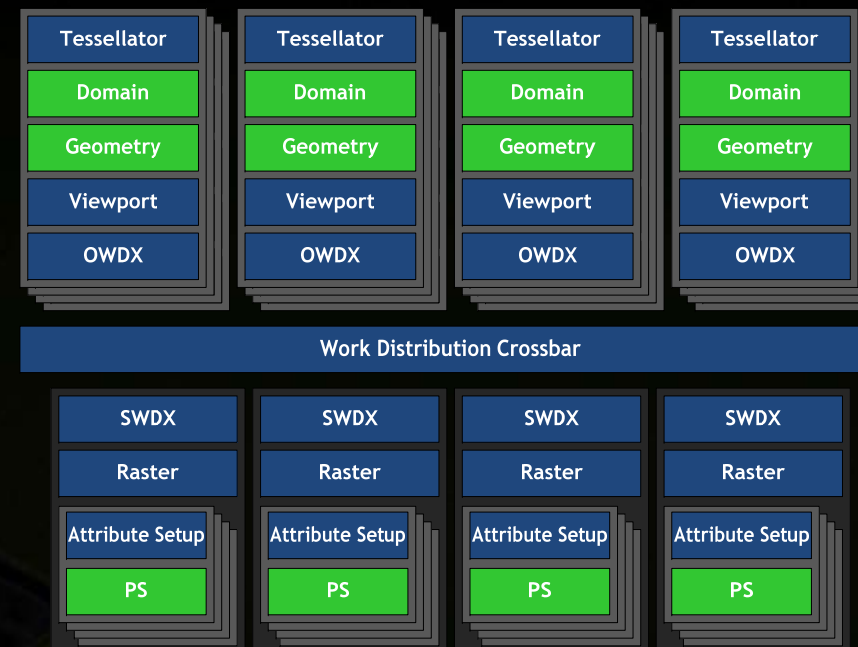 Tessellator Tessellator Tessellator Tessellator
Domain Domain Domain Domain
Geometry Geometry Geometry Geometry
Viewport Viewport Viewport Viewport
OWDX OWDX OWDX OWDX
Work Distribution Crossbar
SWDX SWDX SWDX SWDX
Raster Raster Raster Raster
Attribute Setup Attribute Setup Attribute Setup Attribute Setup
PS PS PS PS